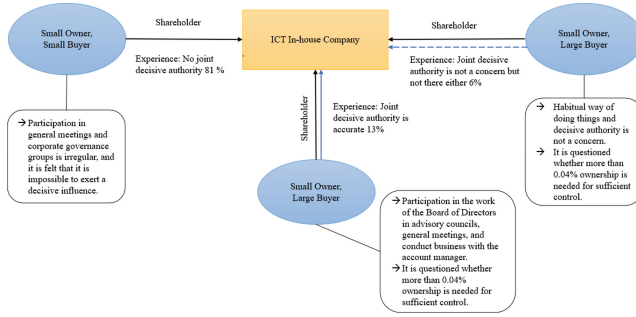 Shareholder
Small Owner,
Small Buyer
Experience: No joint
decisive authority 81 %
ICT In-house Company
Shareholder
Experience: Joint decisive
authority is not a concern but
not there either 6%
Small Owner,
Large Buyer
→ Participation in
general meetings and
corporate governance
groups is irregular, and
it is felt that it is
impossible to exert a
decisive influence.
Shareholder
Experience: Joint
decisive authority is
accurate 13%
Small Owner,
Large Buyer
→ Habitual way of
doing things and
decisive authority is
not a concern.
→ It is questioned
whether more than
0.04% ownership is
needed for sufficient
control.
→ Participation in the work
of the Board of Directors
in advisory councils,
general meetings, and
conduct business with the
account manager.
→ It is questioned whether
more than 0.04%
ownership is needed for
sufficient control.